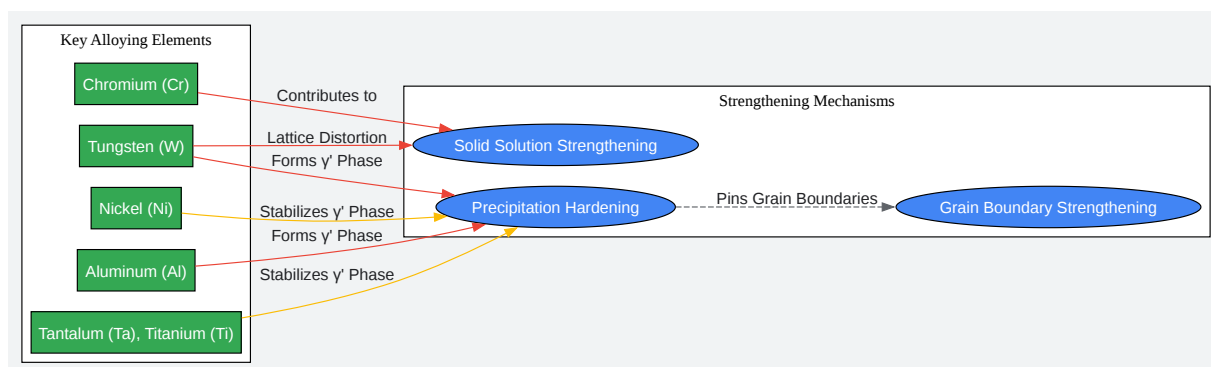 Key Alloying Elements
Chromium (Cr)
Tungsten (W)
Nickel (Ni)
Aluminum (Al)
Tantalum (Ta), Titanium (Ti)
Contributes to
Lattice Distortion
Forms γ' Phase
Stabilizes γ' Phase
Forms γ' Phase
Stabilizes γ' Phase
Strengthening Mechanisms
Solid Solution Strengthening
Precipitation Hardening
Pins Grain Boundaries
Grain Boundary Strengthening